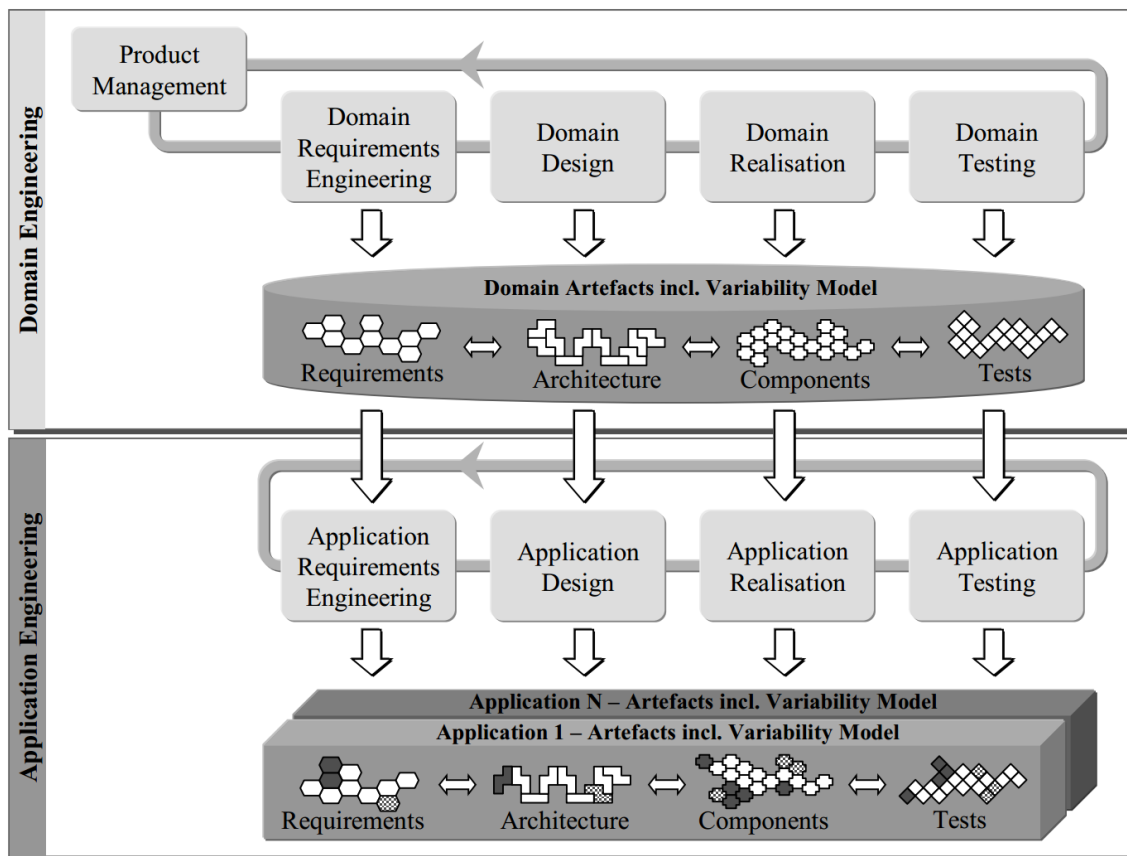 Domain Engineering
Product
Management
Domain
Requirements
Engineering
Domain
Design
Domain
Realisation
Domain
Testing
Domain Artefacts incl. Variability Model
Requirements
Architecture
Components
Tests
Application Engineering
Application
Requirements
Engineering
Application
Design
Application
Realisation
Application
Testing
Application N – Artefacts incl. Variability Model
Application 1 – Artefacts incl. Variability Model
Requirements
Architecture
Components
Tests